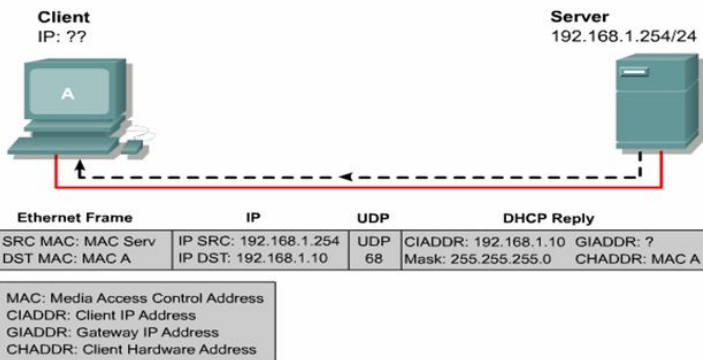 Client
IP: ??
Server
192.168.1.254/24
A
Ethernet Frame IP UDP DHCP Reply
SRC MAC: MAC Serv IP SRC: 192.168.1.254 UDP CIADDR: 192.168.1.10 GIADDR: ?
DST MAC: MAC A IP DST: 192.168.1.10 68 Mask: 255.255.255.0 CHADDR: MAC A
MAC: Media Access Control Address
CIADDR: Client IP Address
GIADDR: Gateway IP Address
CHADDR: Client Hardware Address